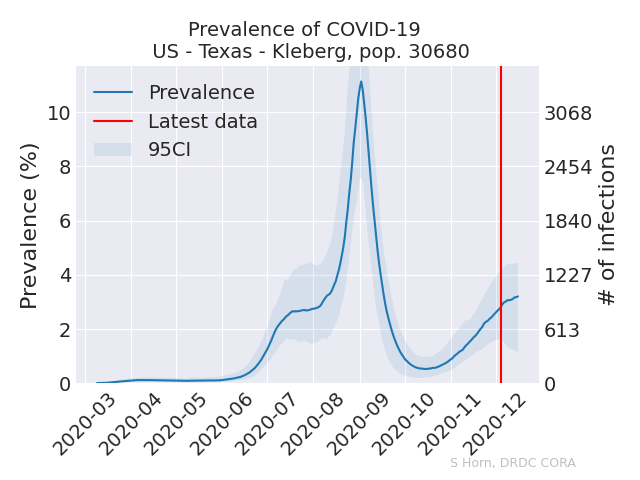 Prevalence of COVID-19
US - Texas - Kleberg, pop. 30680
Prevalence
Latest data
95CI
Prevalence (%)
10
8
6
4
2
0
3068
2454
1840
1227
613
0
# of infections
2020-03
2020-04
2020-05
2020-06
2020-07
2020-08
2020-09
2020-10
2020-11
2020-12
S Horn, DRDC CORA